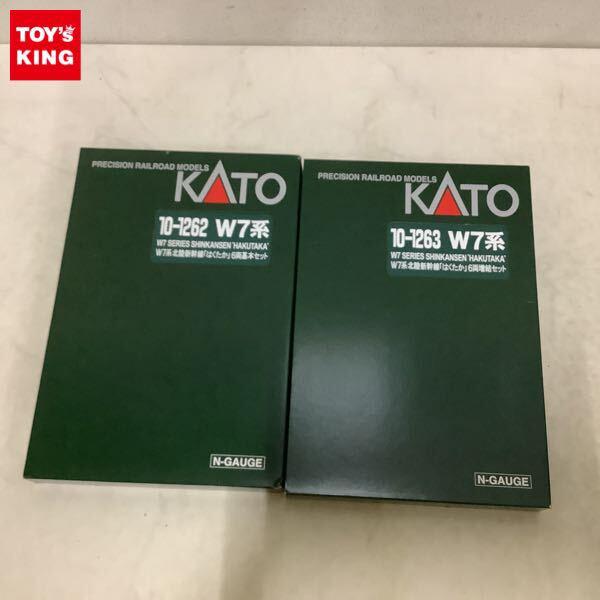 TOY'S
KING
PRECISION RAILROAD MODELS
KATO
10-1262 W7系
W7 SERIES SHINKANSEN "HAKUTAKA"
W7系北陸新幹線「はくたか」6両基本セット
N-GAUGE
PRECISION RAILROAD MODELS
KATO
10-1263 W7系
W7 SERIES SHINKANSEN "HAKUTAKA"
W7系北陸新幹線「はくたか」6両増結セット
N-GAUGE